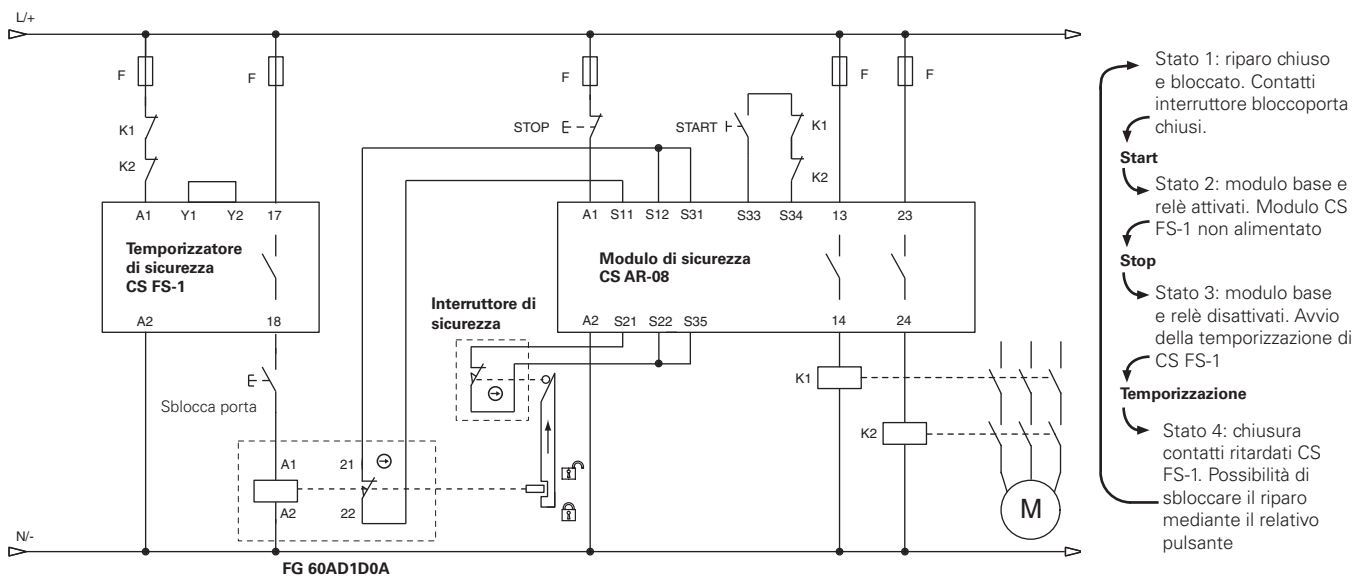 L/+
F
F
F
F
F
K1
K2
STOP
START
K1
K2
A1 Y1 Y2 17
Temporizzatore
di sicurezza
CS FS-1
A2 18
A1 S11 S12 S31 S33 S34 13 23
Modulo di sicurezza
CS AR-08
A2 S21 S22 S35 14 24
Interruttore di
sicurezza
Sblocca porta
K1
K2
A1 21
A2 22
M
N/-
FG 60AD1D0A
Stato 1: riparo chiuso
e bloccato. Contatti
interruttore bloccoporta
chiusi.
Start
Stato 2: modulo base e
relè attivati. Modulo CS
FS-1 non alimentato
Stop
Stato 3: modulo base
e relè disattivati. Avvio
della temporizzazione di
CS FS-1
Temporizzazione
Stato 4: chiusura
contatti ritardati CS
FS-1. Possibilità di
sbloccare il riparo
mediante il relativo
pulsante